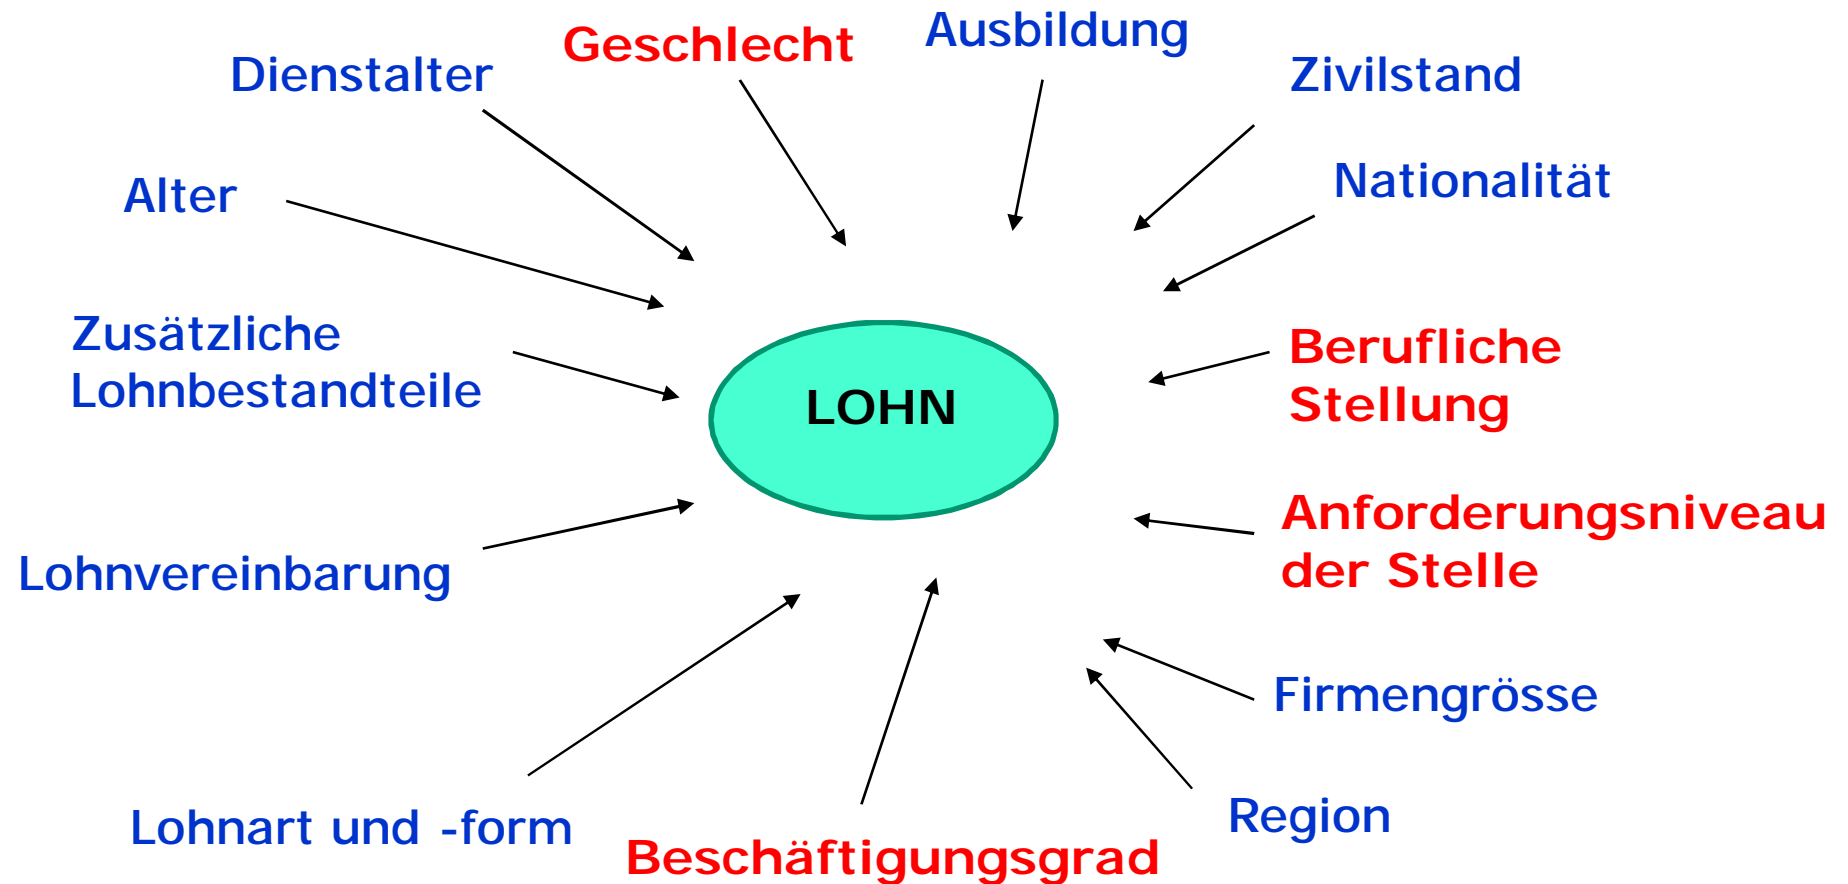 Geschlecht
Ausbildung
Dienstalter
Zivilstand
Nationalität
Alter
Zusätzliche
Lohnbestandteile
Berufliche
Stellung
LOHN
Anforderungsniveau
der Stelle
Lohnvereinbarung
Firmengrösse
Region
Lohnart und -form
Beschäftigungsgrad